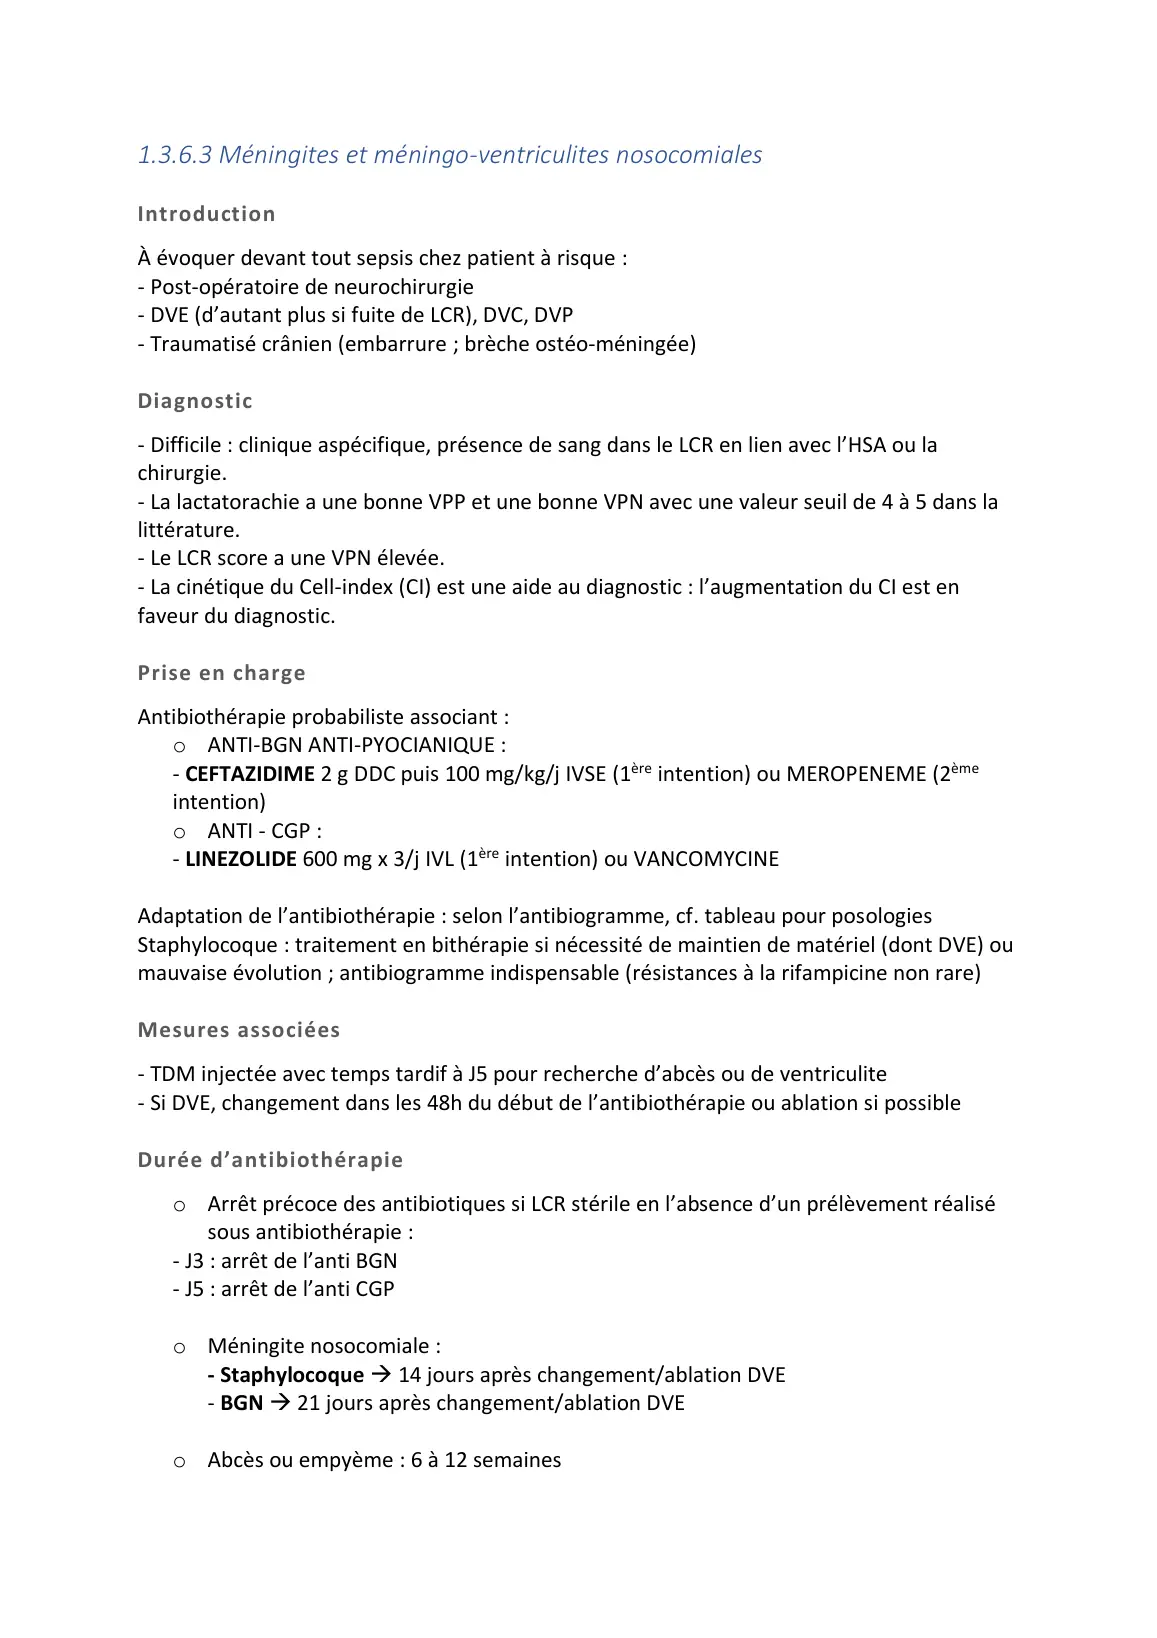 1.3.6.3 Méningites et méningo-ventriculites nosocomiales
Introduction
À évoquer devant tout sepsis chez patient à risque :
- Post-opératoire de neurochirurgie
- DVE (d’autant plus si fuite de LCR), DVC, DVP
- Traumatisé crânien (embarrure ; brèche ostéo-méningée)
Diagnostic
- Difficile : clinique aspécifique, présence de sang dans le LCR en lien avec l’HSA ou la
chirurgie.
- La lactatorachie a une bonne VPP et une bonne VPN avec une valeur seuil de 4 à 5 dans la
littérature.
- Le LCR score a une VPN élevée.
- La cinétique du Cell-index (CI) est une aide au diagnostic : l’augmentation du CI est en
faveur du diagnostic.
Prise en charge
Antibiothérapie probabiliste associant :
o ANTI-BGN ANTI-PYOCIANIQUE :
- CEFTAZIDIME 2 g DDC puis 100 mg/kg/j IVSE (1ère intention) ou MEROPENEME (2ème
intention)
o ANTI - CGP :
- LINEZOLIDE 600 mg x 3/j IVL (1ère intention) ou VANCOMYCINE
Adaptation de l’antibiothérapie : selon l’antibiogramme, cf. tableau pour posologies
Staphylocoque : traitement en bithérapie si nécessité de maintien de matériel (dont DVE) ou
mauvaise évolution ; antibiogramme indispensable (résistances à la rifampicine non rare)
Mesures associées
- TDM injectée avec temps tardif à J5 pour recherche d’abcès ou de ventriculite
- Si DVE, changement dans les 48h du début de l’antibiothérapie ou ablation si possible
Durée d’antibiothérapie
o Arrêt précoce des antibiotiques si LCR stérile en l’absence d’un prélèvement réalisé
sous antibiothérapie :
- J3 : arrêt de l’anti BGN
- J5 : arrêt de l’anti CGP
o Méningite nosocomiale :
- Staphylocoque → 14 jours après changement/ablation DVE
- BGN → 21 jours après changement/ablation DVE
o Abcès ou empyème : 6 à 12 semaines